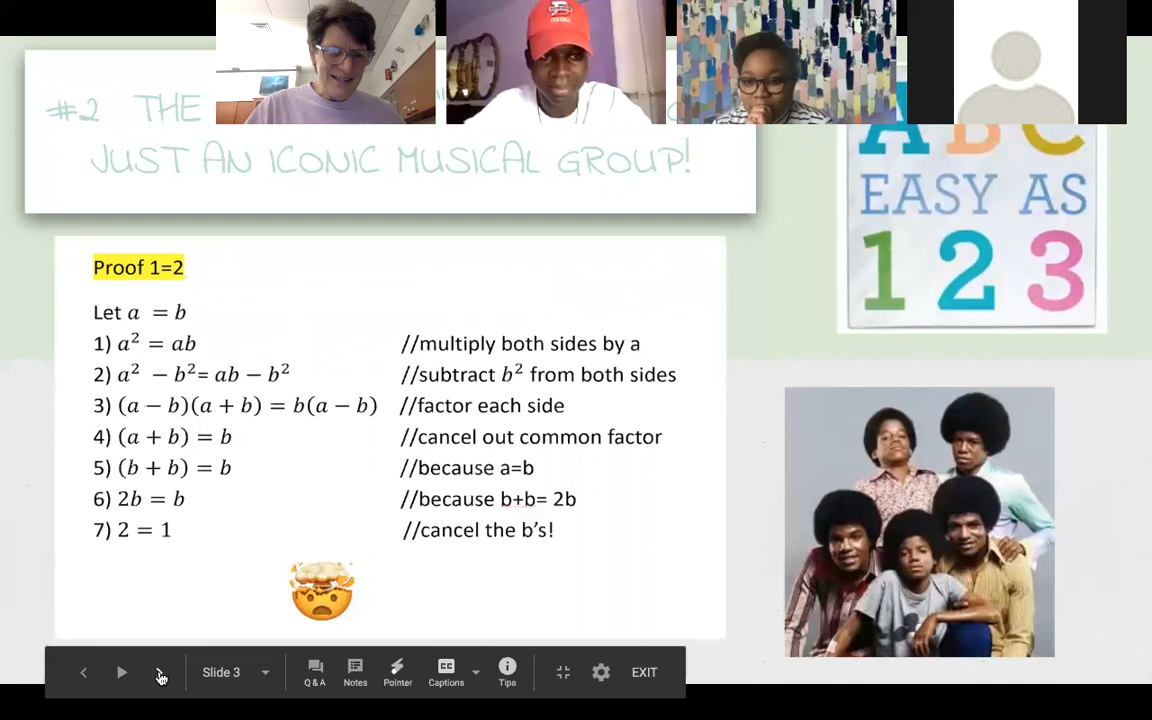 #2 THE
JUST AN ICONIC MUSICAL GROUP!
A B C
EASY AS
1 2 3
Proof 1=2
Let a = b
1) a² = ab //multiply both sides by a
2) a² − b²= ab − b² //subtract b² from both sides
3) (a − b)(a + b) = b(a − b) //factor each side
4) (a + b) = b //cancel out common factor
5) (b + b) = b //because a=b
6) 2b = b //because b+b= 2b
7) 2 = 1 //cancel the b’s!
Slide 3
Q & A Notes Pointer Captions Tips EXIT